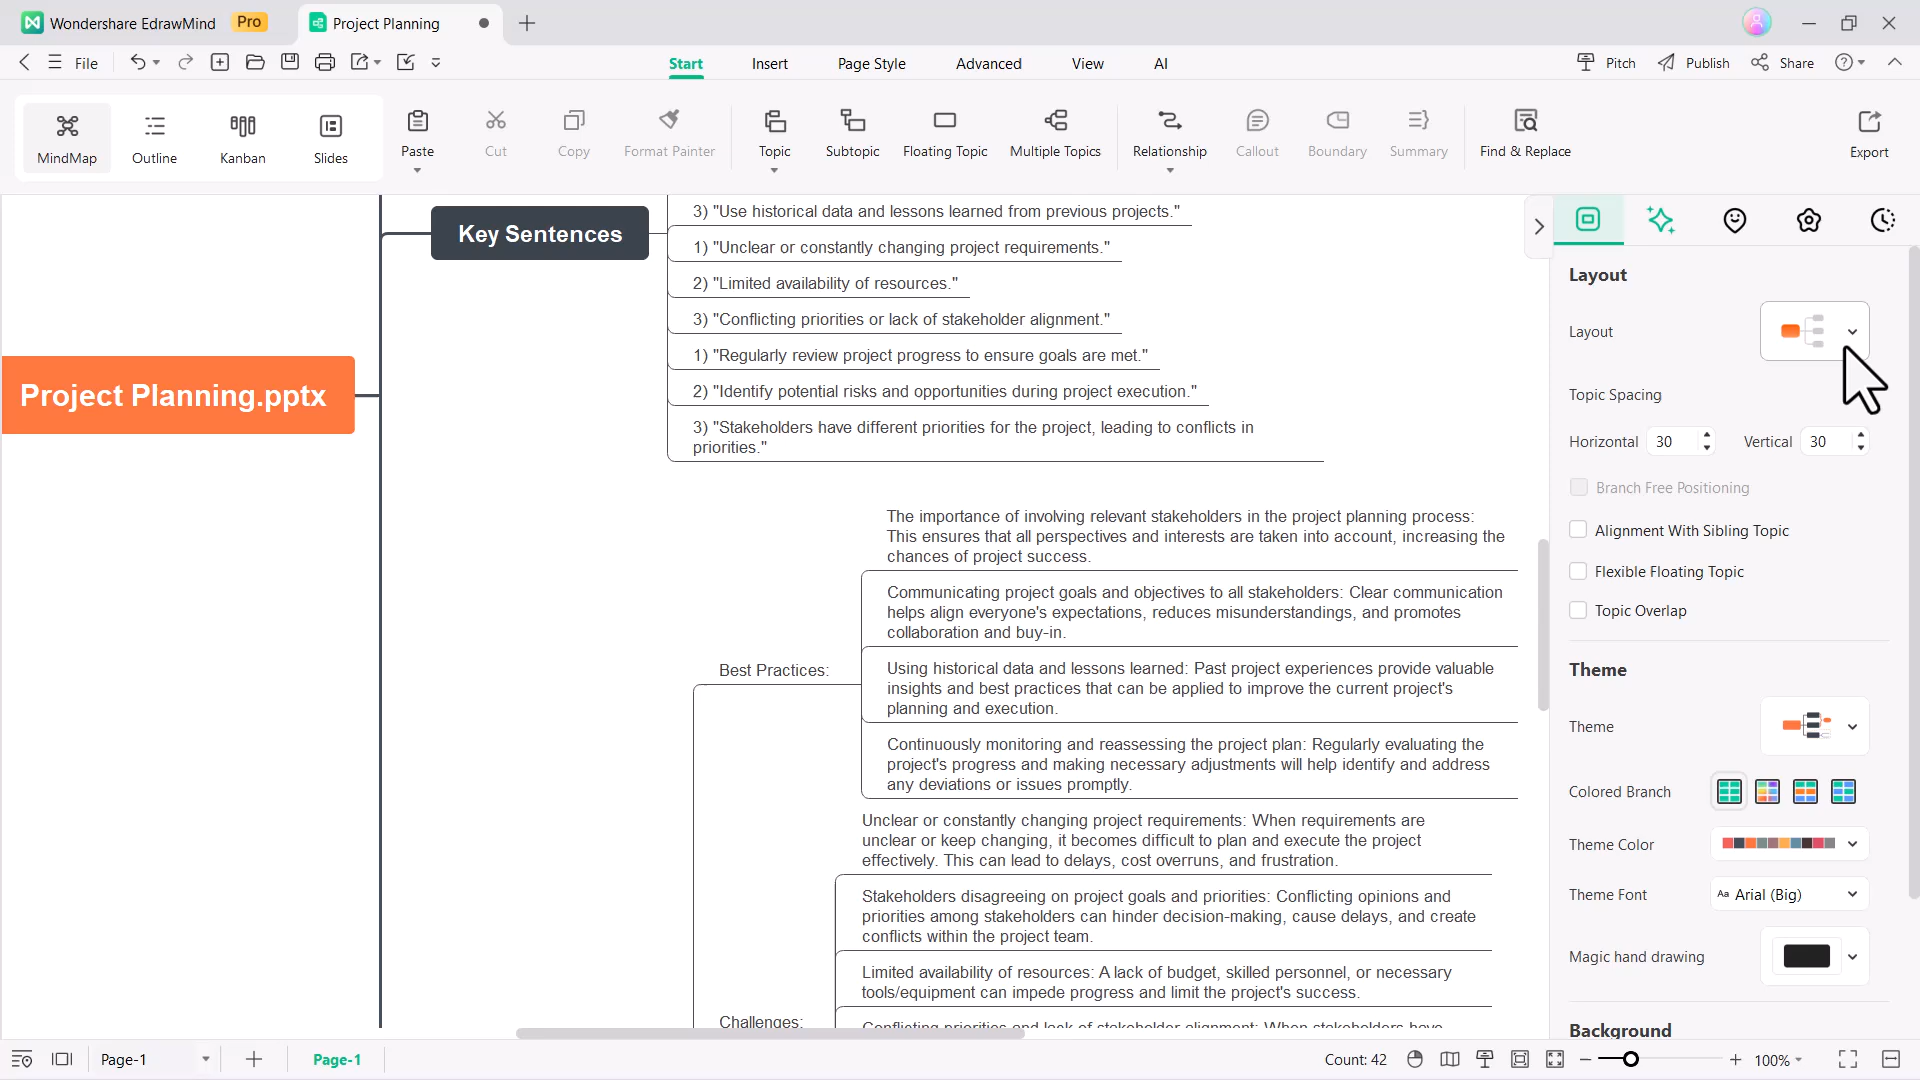 Wondershare EdrawMind
Pro
Project Planning
File
Start
Insert
Page Style
Advanced
View
AI
Pitch
Publish
Share
MindMap
Outline
Kanban
Slides
Paste
Cut
Copy
Format Painter
Topic
Subtopic
Floating Topic
Multiple Topics
Relationship
Callout
Boundary
Summary
Find & Replace
Export
Project Planning.pptx
Key Sentences
3) "Use historical data and lessons learned from previous projects."
1) "Unclear or constantly changing project requirements."
2) "Limited availability of resources."
3) "Conflicting priorities or lack of stakeholder alignment."
1) "Regularly review project progress to ensure goals are met."
2) "Identify potential risks and opportunities during project execution."
3) "Stakeholders have different priorities for the project, leading to conflicts in
priorities."
Best Practices:
The importance of involving relevant stakeholders in the project planning process:
This ensures that all perspectives and interests are taken into account, increasing the
chances of project success.
Communicating project goals and objectives to all stakeholders: Clear communication
helps align everyone's expectations, reduces misunderstandings, and promotes
collaboration and buy-in.
Using historical data and lessons learned: Past project experiences provide valuable
insights and best practices that can be applied to improve the current project's
planning and execution.
Continuously monitoring and reassessing the project plan: Regularly evaluating the
project's progress and making necessary adjustments will help identify and address
any deviations or issues promptly.
Challenges:
Unclear or constantly changing project requirements: When requirements are
unclear or keep changing, it becomes difficult to plan and execute the project
effectively. This can lead to delays, cost overruns, and frustration.
Stakeholders disagreeing on project goals and priorities: Conflicting opinions and
priorities among stakeholders can hinder decision-making, cause delays, and create
conflicts within the project team.
Limited availability of resources: A lack of budget, skilled personnel, or necessary
tools/equipment can impede progress and limit the project's success.
Conflicting priorities and lack of stakeholder alignment: When stakeholders have
Layout
Layout
Topic Spacing
Horizontal 30
Vertical 30
Branch Free Positioning
Alignment With Sibling Topic
Flexible Floating Topic
Topic Overlap
Theme
Theme
Colored Branch
Theme Color
Theme Font
Aa Arial (Big)
Magic hand drawing
Background
Page-1
Page-1
Count: 42
100%